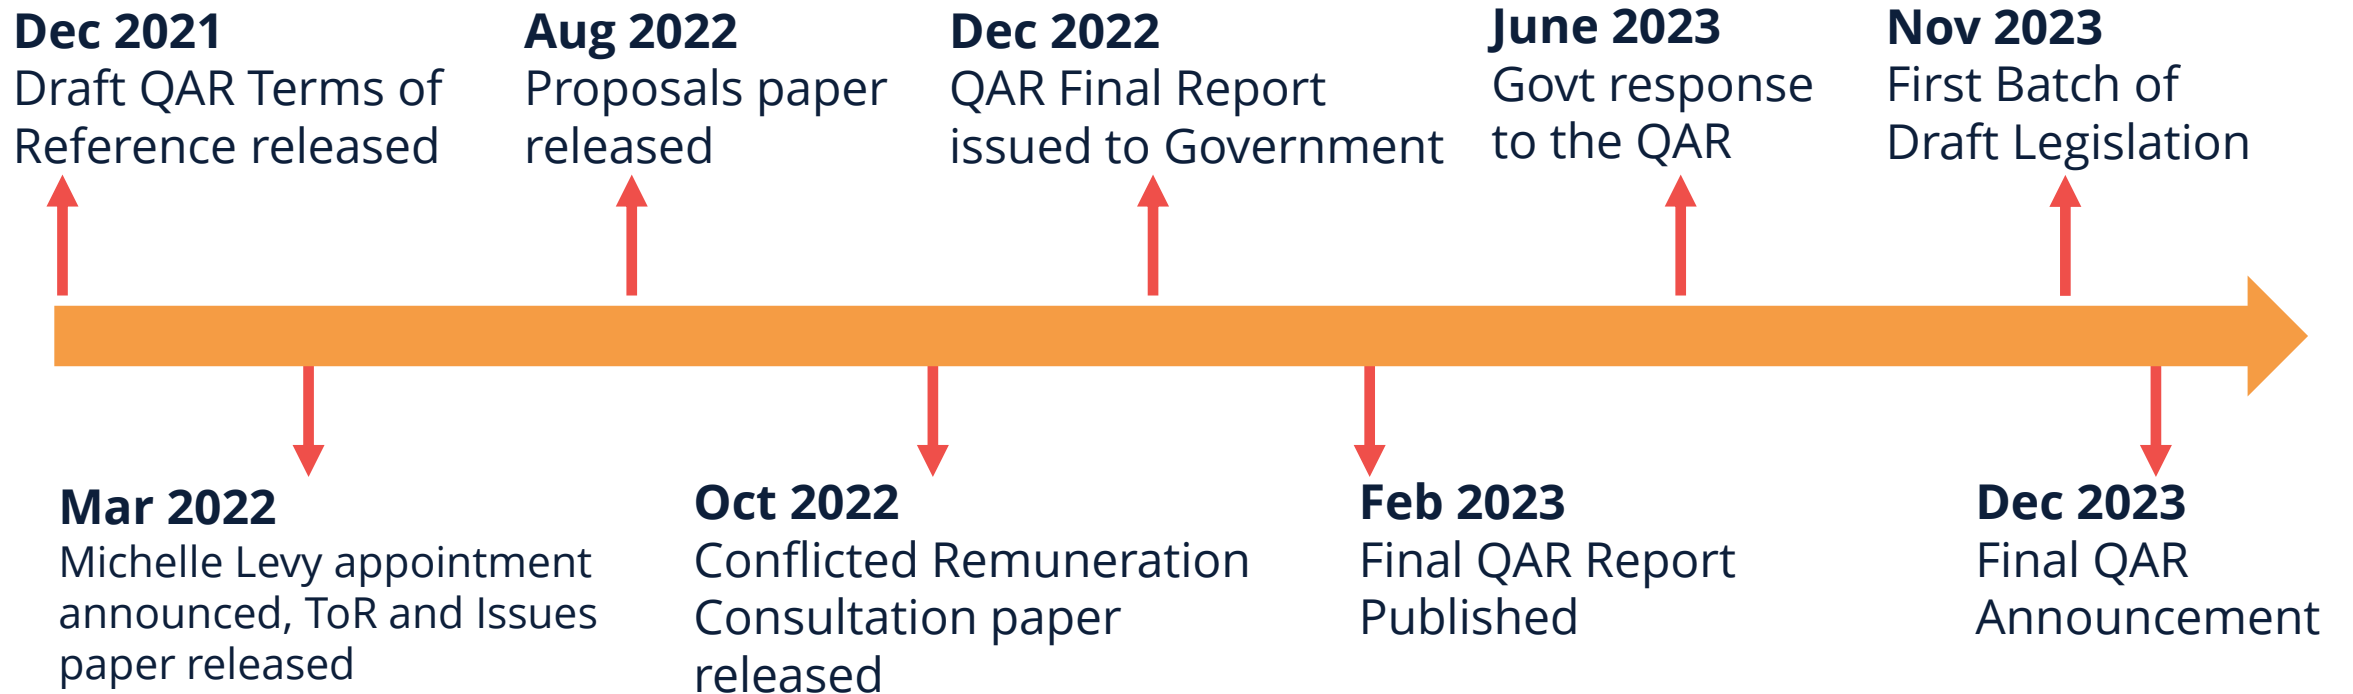 Dec 2021
Draft QAR Terms of
Reference released
Aug 2022
Proposals paper
released
Dec 2022
QAR Final Report
issued to Government
June 2023
Govt response
to the QAR
Nov 2023
First Batch of
Draft Legislation
Mar 2022
Michelle Levy appointment
announced, ToR and Issues
paper released
Oct 2022
Conflicted Remuneration
Consultation paper
released
Feb 2023
Final QAR Report
Published
Dec 2023
Final QAR
Announcement